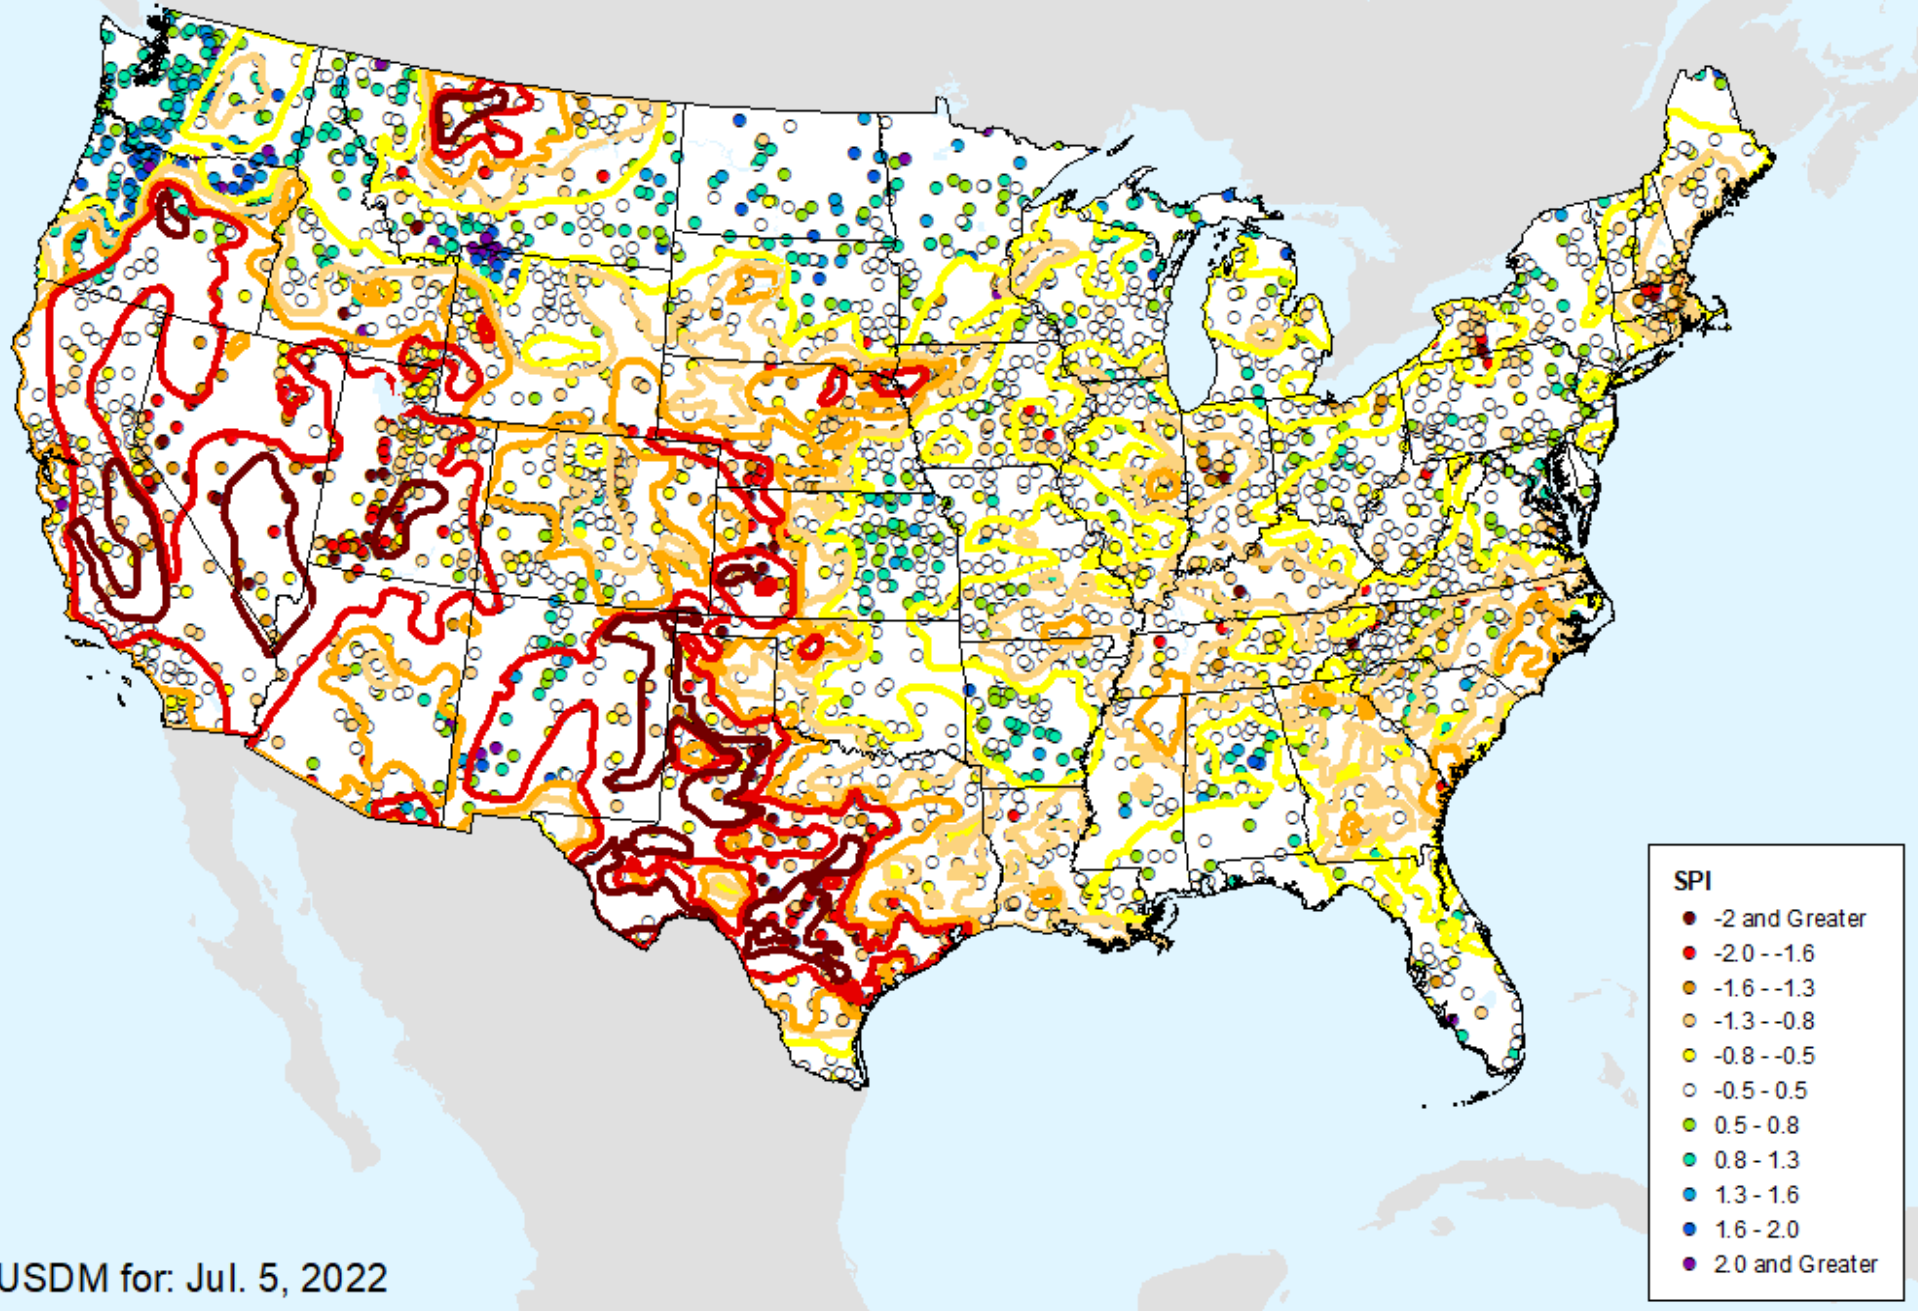 SPI
-2 and Greater
-2.0 - -1.6
-1.6 - -1.3
-1.3 - -0.8
-0.8 - -0.5
-0.5 - 0.5
0.5 - 0.8
0.8 - 1.3
1.3 - 1.6
1.6 - 2.0
2.0 and Greater
USDM for: Jul. 5, 2022